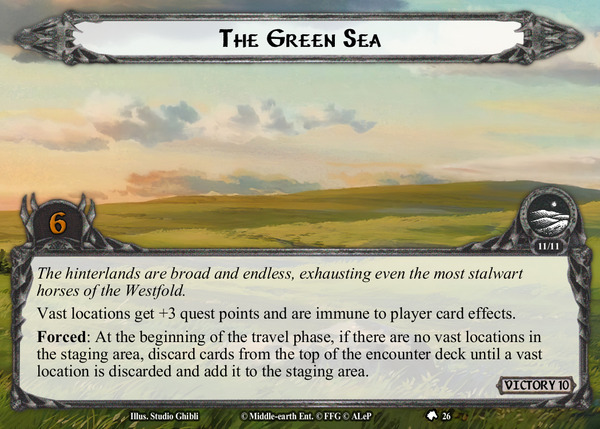 The Green Sea
6
11/11
The hinterlands are broad and endless, exhausting even the most stalwart
horses of the Westfold.
Vast locations get +3 quest points and are immune to player card effects.
Forced: At the beginning of the travel phase, if there are no vast locations in
the staging area, discard cards from the top of the encounter deck until a vast
location is discarded and add it to the staging area.
Victory 10
Illus. Studio Ghibli © Middle-earth Ent. © FFG © ALeP 26